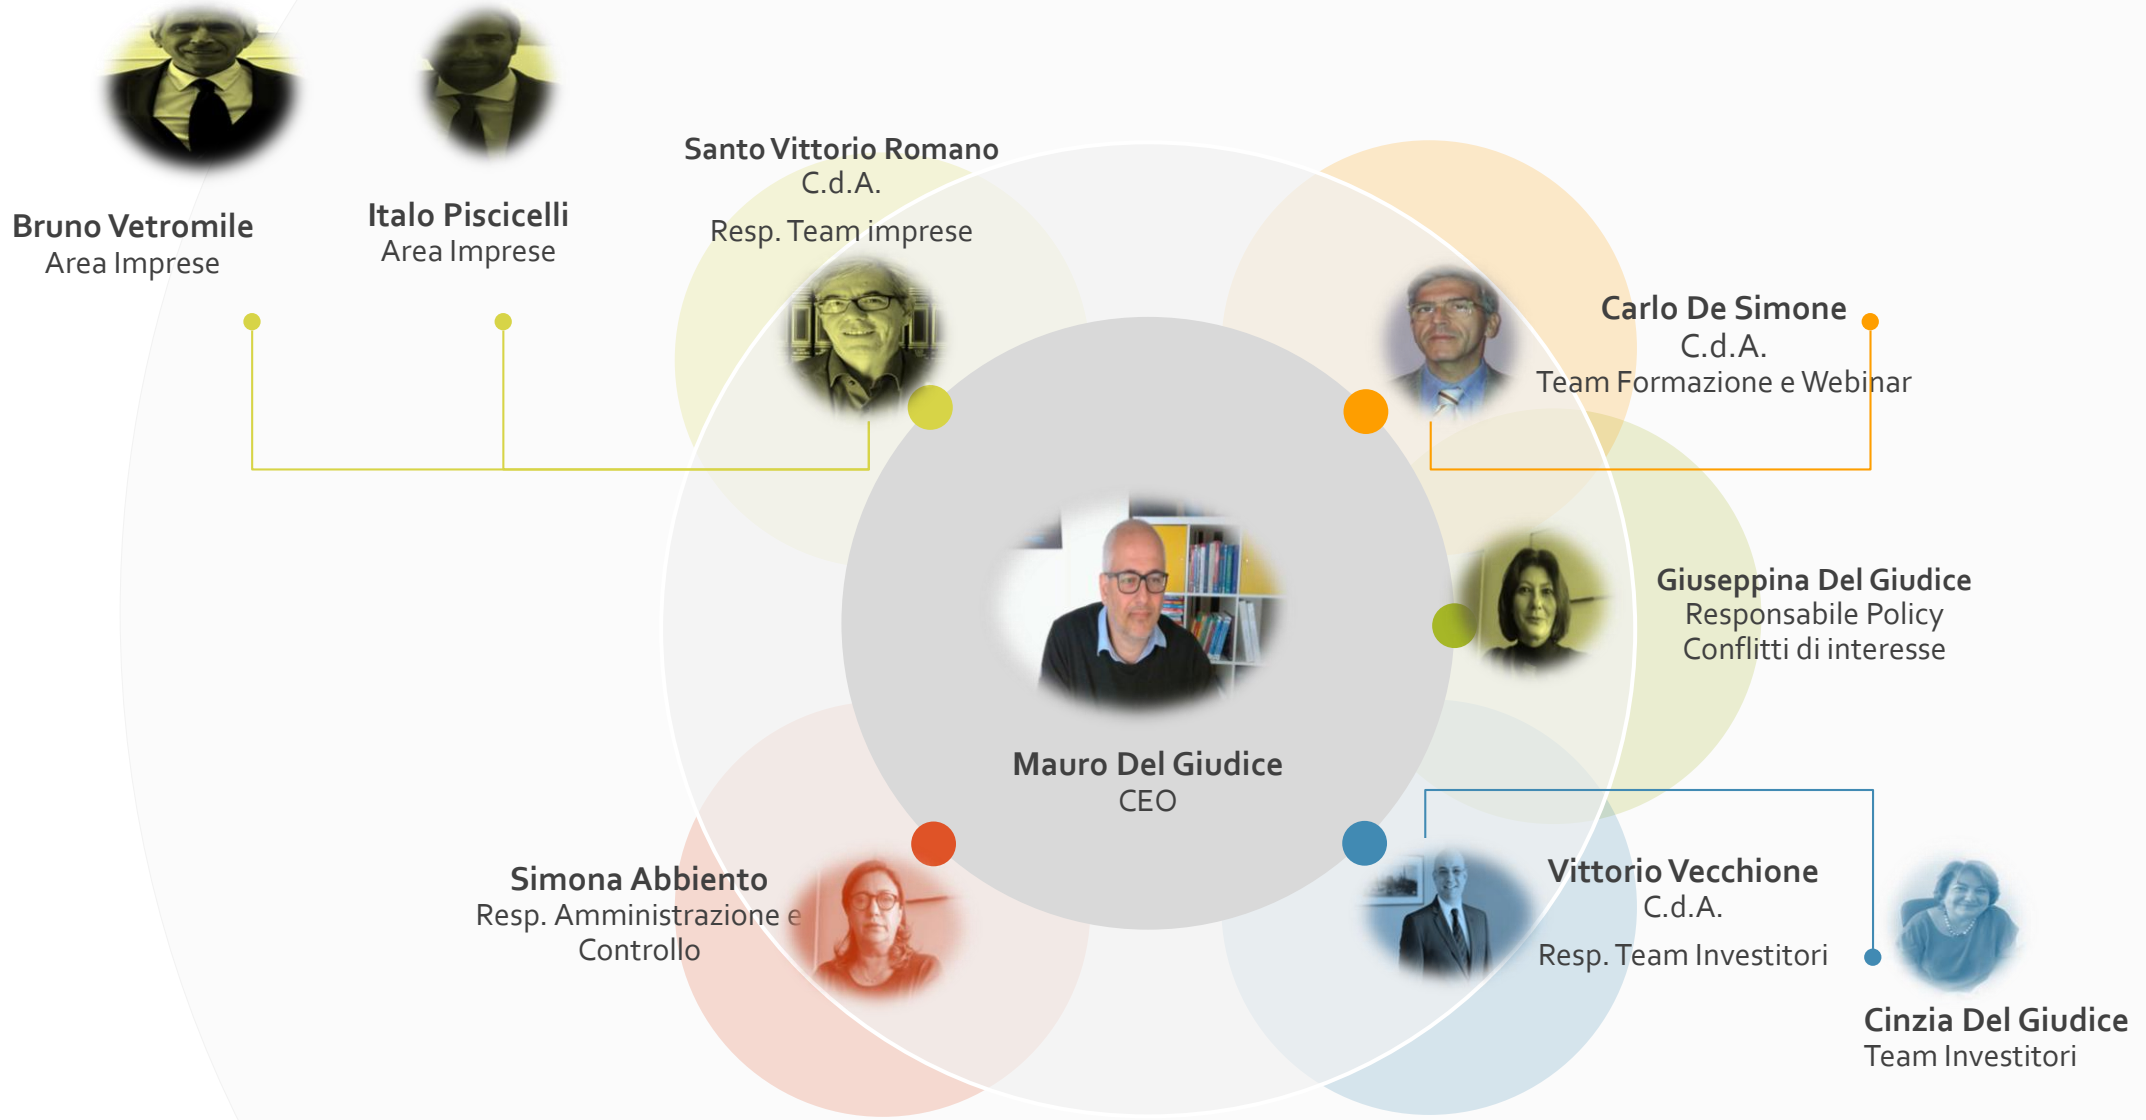 Bruno Vetromile
Area Imprese
Italo Piscicelli
Area Imprese
Santo Vittorio Romano
C.d.A.
Resp. Team imprese
Carlo De Simone
C.d.A.
Team Formazione e Webinar
Giuseppina Del Giudice
Responsabile Policy
Conflitti di interesse
Mauro Del Giudice
CEO
Simona Abbiento
Resp. Amministrazione e
Controllo
Vittorio Vecchione
C.d.A.
Resp. Team Investitori
Cinzia Del Giudice
Team Investitori